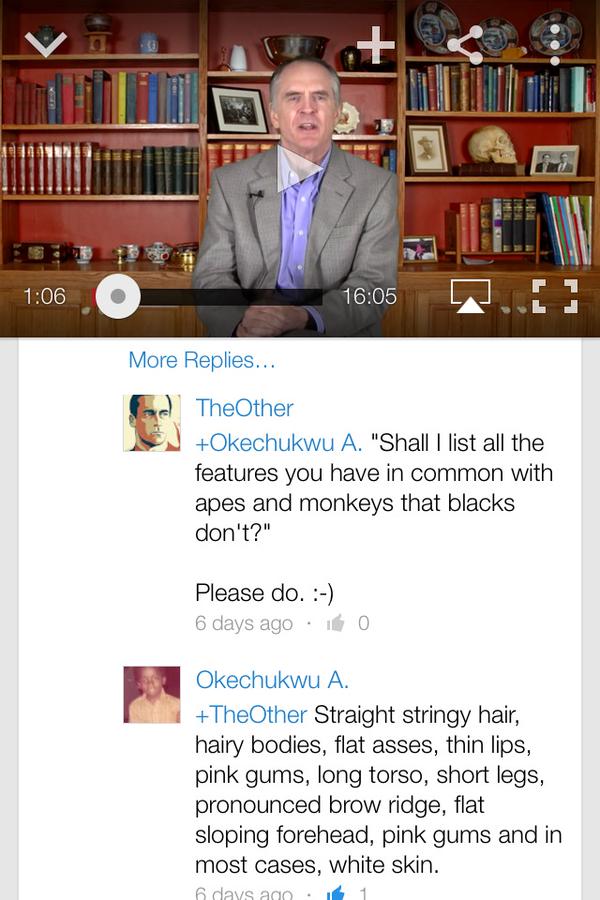 1:06
16:05
More Replies...
TheOther
+Okechukwu A. "Shall I list all the
features you have in common with
apes and monkeys that blacks
don't?"
Please do. :-)
6 days ago · 0
Okechukwu A.
+TheOther Straight stringy hair,
hairy bodies, flat asses, thin lips,
pink gums, long torso, short legs,
pronounced brow ridge, flat
sloping forehead, pink gums and in
most cases, white skin.
6 days ago · 1